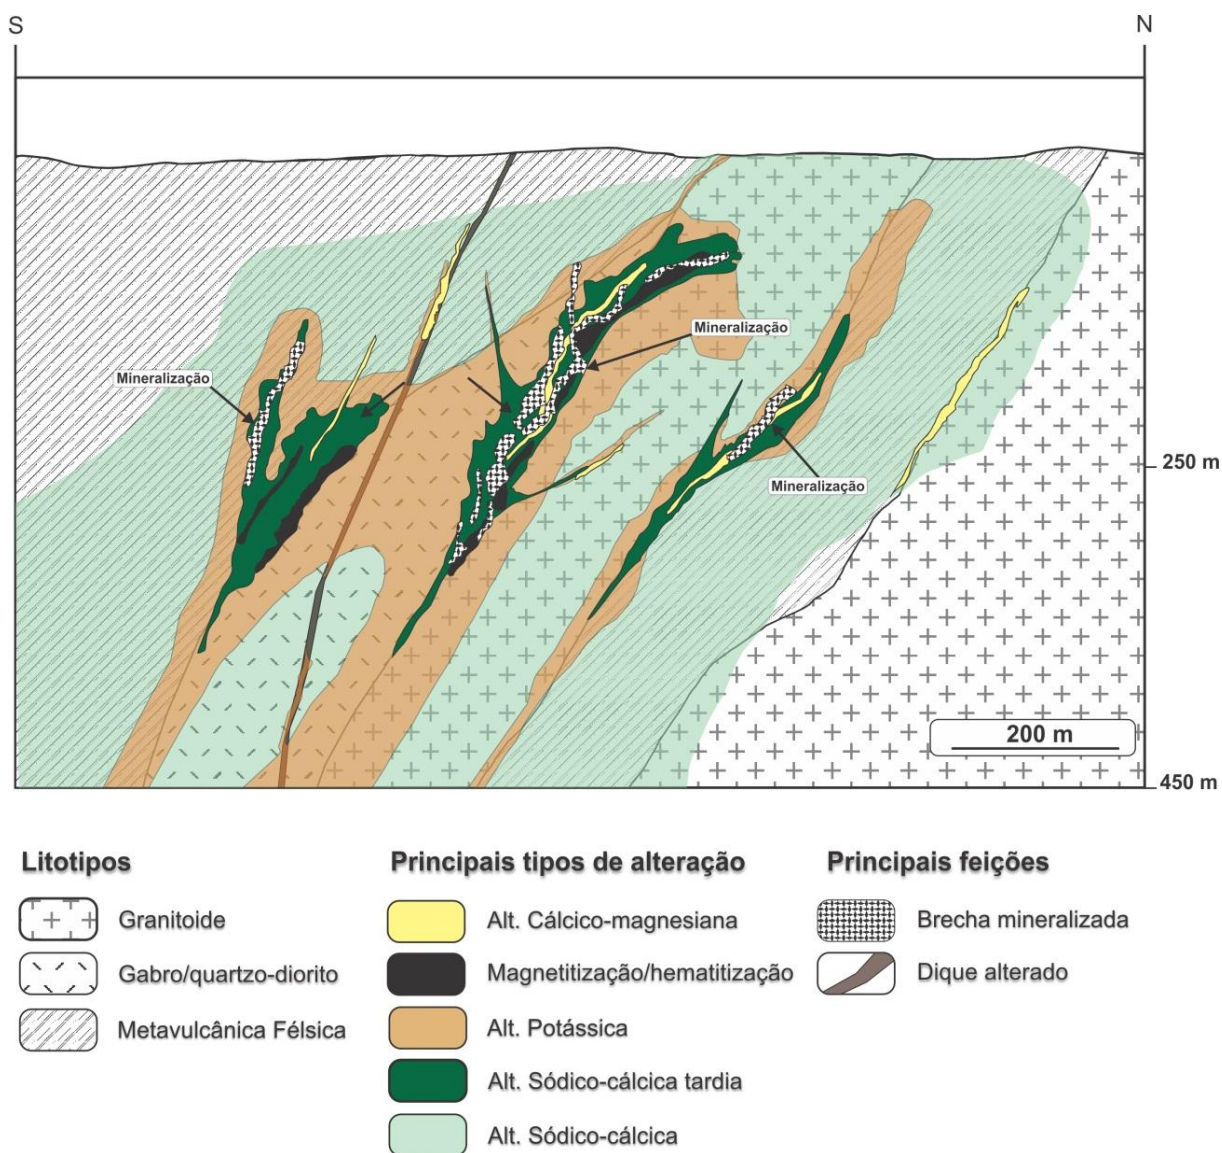 S
N
Mineralização
Mineralização
Mineralização
250 m
200 m
450 m
Litotipos
Granitoide
Gabro/quartzo-diorito
Metavulcânica Félsica
Principais tipos de alteração
Alt. Cálcico-magnesiana
Magnetitização/hematitização
Alt. Potássica
Alt. Sódico-cálcica tardia
Alt. Sódico-cálcica
Principais feições
Brecha mineralizada
Dique alterado